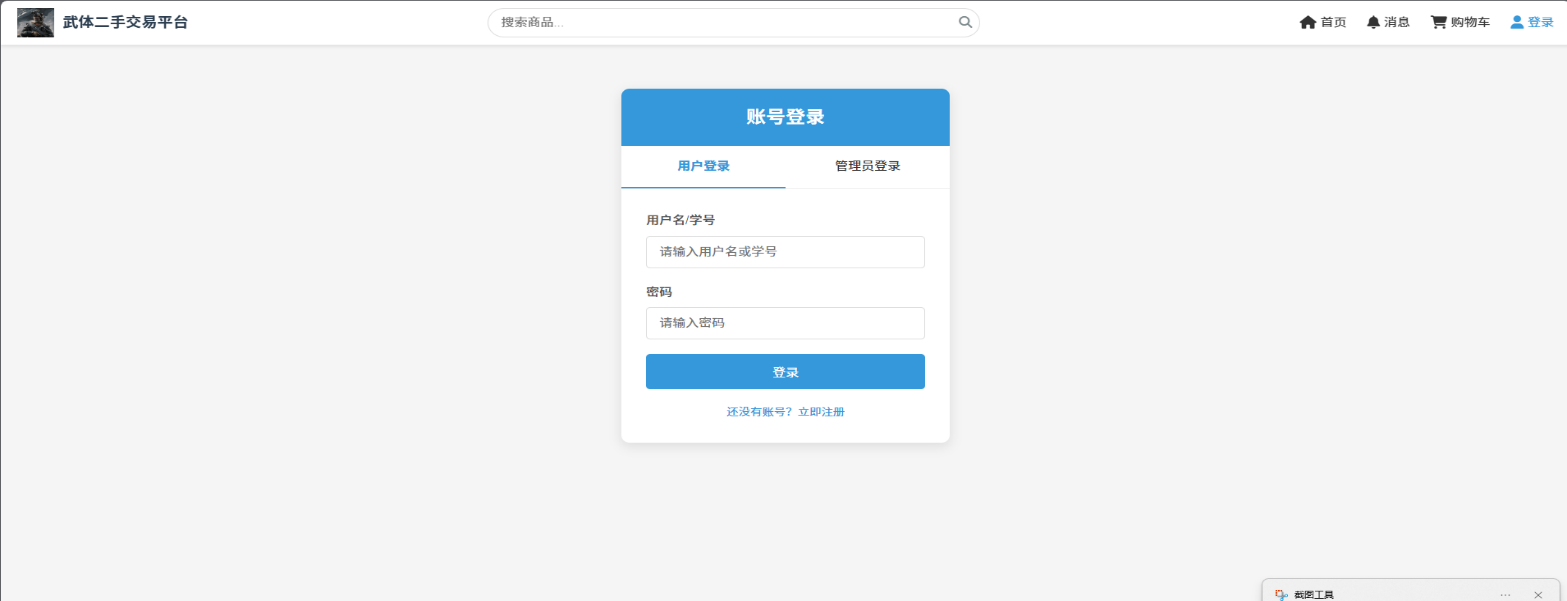 武体二手交易平台
搜索商品...
首页
消息
购物车
登录
账号登录
用户登录
管理员登录
用户名/学号
请输入用户名或学号
密码
请输入密码
登录
还没有账号？立即注册
截图工具